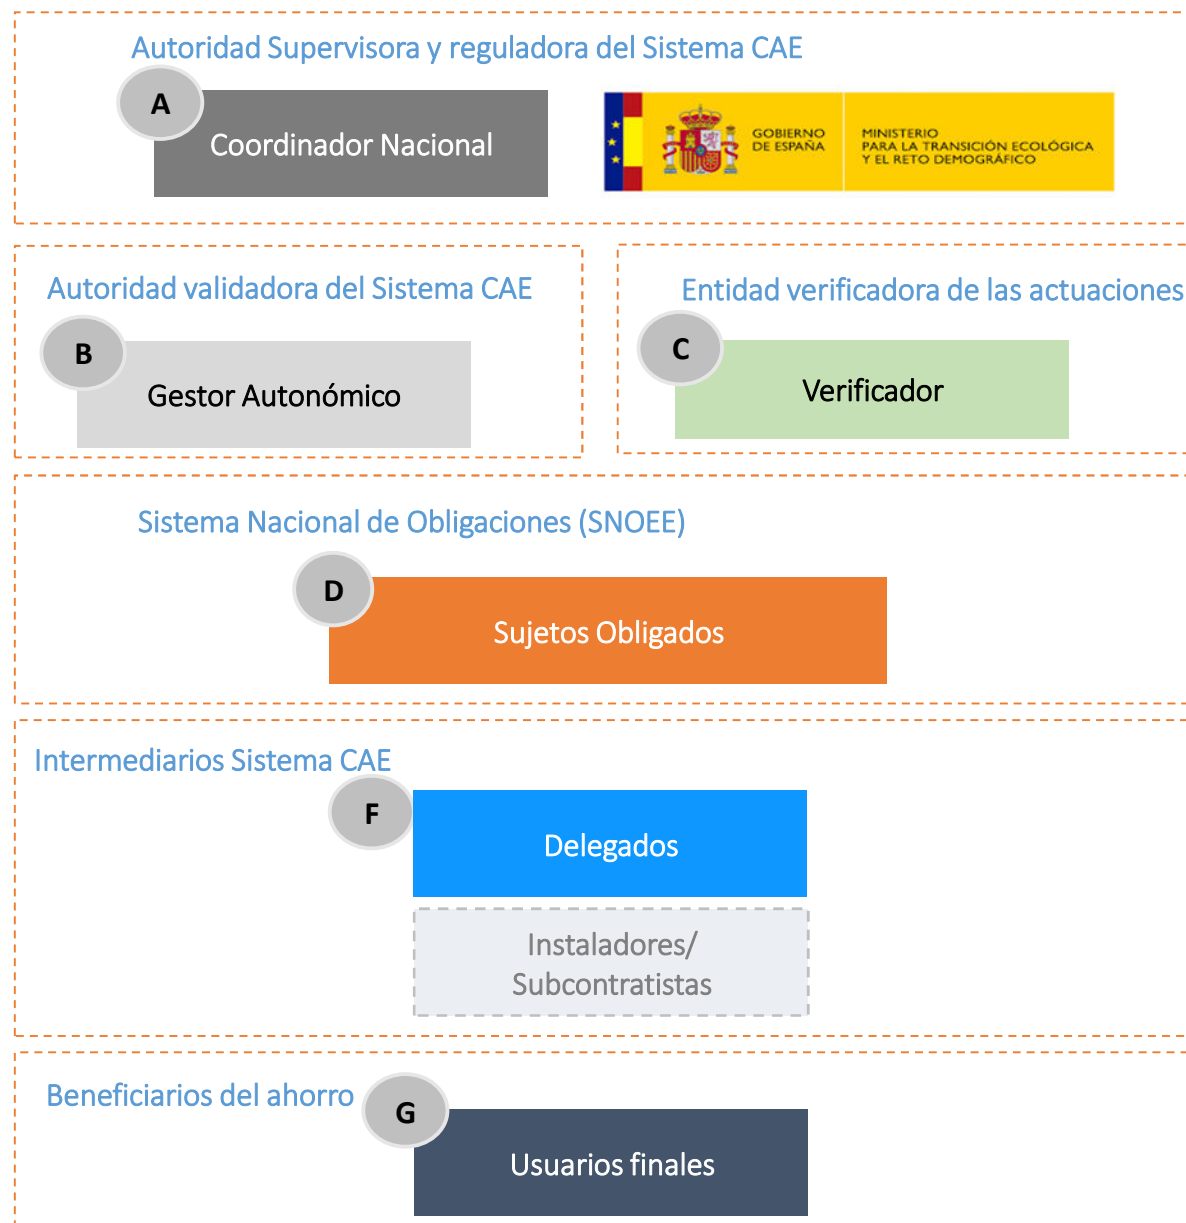 Autoridad Supervisora y reguladora del Sistema CAE
A
Coordinador Nacional
GOBIERNO
DE ESPAÑA
MINISTERIO
PARA LA TRANSICIÓN ECOLÓGICA
Y EL RETO DEMOGRÁFICO
Autoridad validadora del Sistema CAE
B
Gestor Autonómico
Entidad verificadora de las actuaciones
C
Verificador
Sistema Nacional de Obligaciones (SNOEE)
D
Sujetos Obligados
Intermediarios Sistema CAE
F
Delegados
Instaladores/
Subcontratistas
Beneficiarios del ahorro
G
Usuarios finales